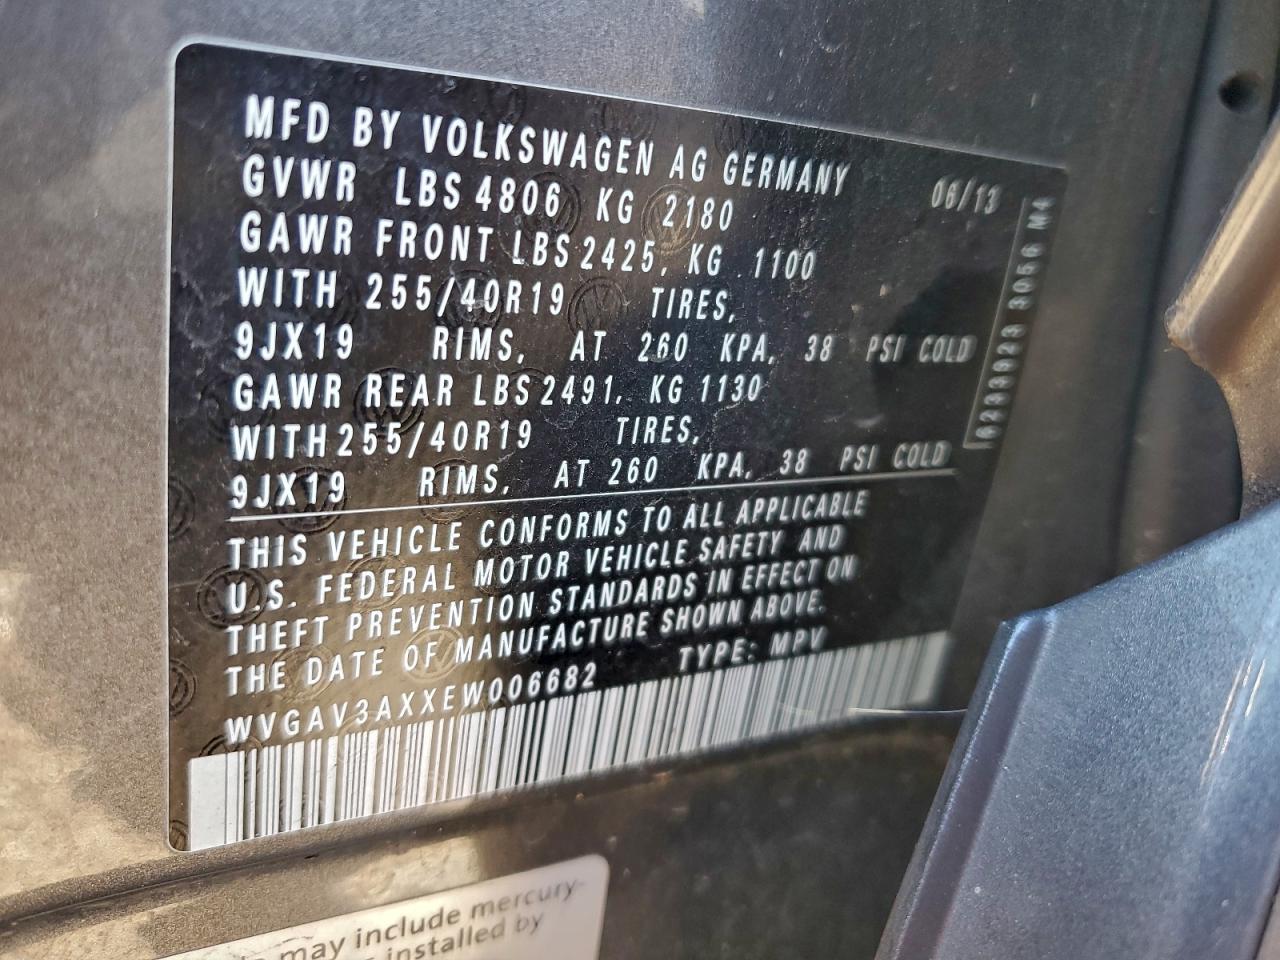 MFD BY VOLKSWAGEN AG GERMANY 06/13
GVWR LBS 4806 KG 2180
GAWR FRONT LBS 2425, KG 1100
WITH 255/40R19 TIRES,
9JX19 RIMS, AT 260 KPA, 38 PSI COLD
GAWR REAR LBS 2491, KG 1130
WITH 255/40R19 TIRES,
9JX19 RIMS, AT 260 KPA, 38 PSI COLD
THIS VEHICLE CONFORMS TO ALL APPLICABLE
U.S. FEDERAL MOTOR VEHICLE SAFETY AND
THEFT PREVENTION STANDARDS IN EFFECT ON
THE DATE OF MANUFACTURE SHOWN ABOVE.
WVGAV3AXXEW006682 TYPE: MPV
may include mercury-
installed by